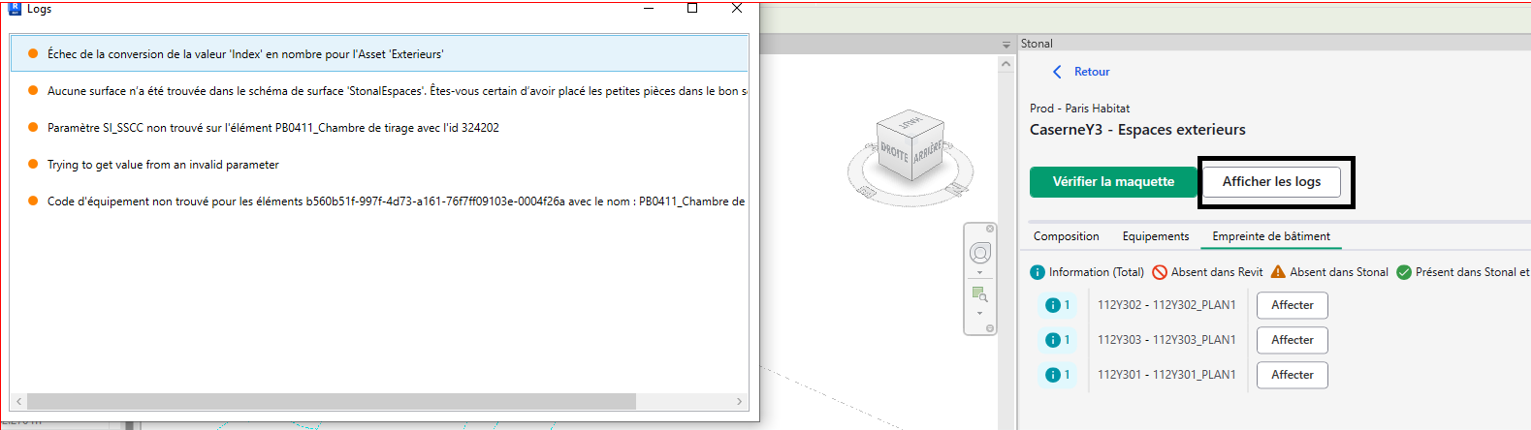 Logs
Échec de la conversion de la valeur 'Index' en nombre pour l'Asset 'Exterieurs'
Aucune surface n'a été trouvée dans le schéma de surface 'StonalEspaces'. Êtes-vous certain d'avoir placé les petites pièces dans le bon s
Paramètre SI_SSCC non trouvé sur l'élément PB0411_Chambre de tirage avec l'id 324202
Trying to get value from an invalid parameter
Code d'équipement non trouvé pour les éléments b560b51f-997f-4d73-a161-76f7ff09103e-0004f26a avec le nom : PB0411_Chambre de
HAUT
DROITE
ARRIÈRE
Stonal
Retour
Prod - Paris Habitat
CaserneY3 - Espaces exterieurs
Vérifier la maquette
Afficher les logs
Composition Equipements Empreinte de bâtiment
Information (Total) Absent dans Revit Absent dans Stonal Présent dans Stonal et
1 112Y302 - 112Y302_PLAN1 Affecter
1 112Y303 - 112Y303_PLAN1 Affecter
1 112Y301 - 112Y301_PLAN1 Affecter